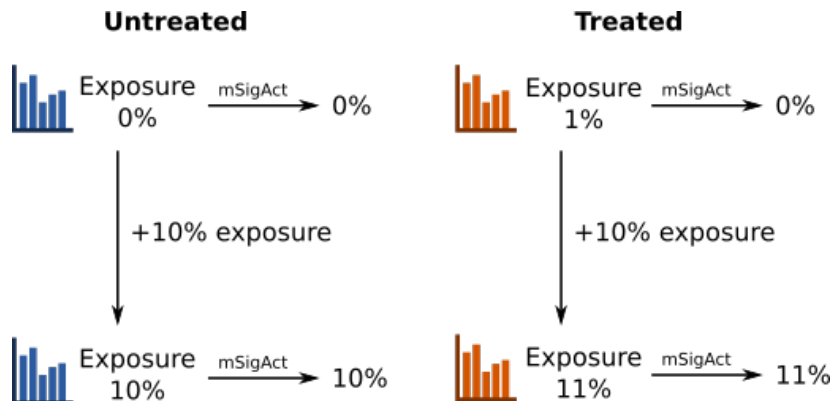 Untreated
Treated
Exposure
0%
mSigAct
0%
Exposure
1%
mSigAct
0%
+10% exposure
+10% exposure
Exposure
10%
mSigAct
10%
Exposure
11%
mSigAct
11%